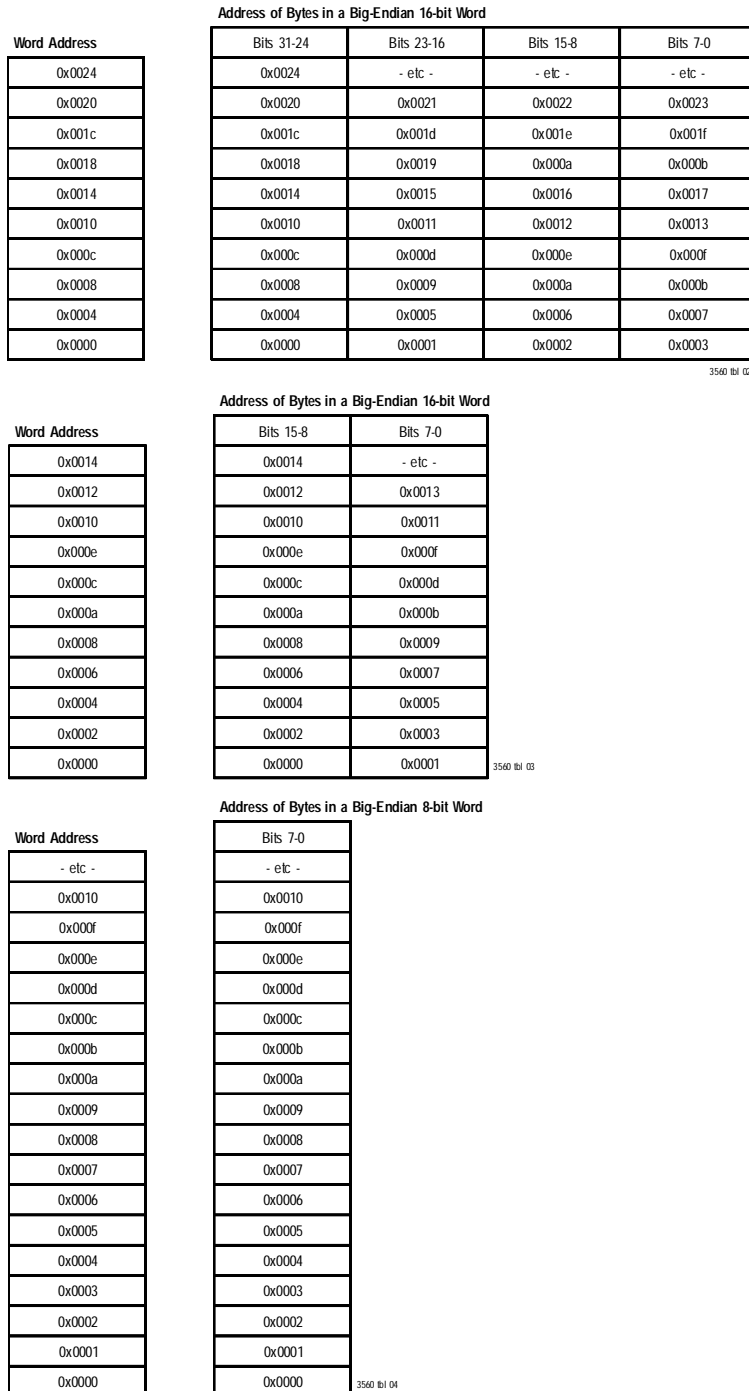 Address of Bytes in a Big-Endian 16-bit Word
Word Address Bits 31-24 Bits 23-16 Bits 15-8 Bits 7-0
0x0024 0x0024 - etc - - etc - - etc -
0x0020 0x0020 0x0021 0x0022 0x0023
0x001c 0x001c 0x001d 0x001e 0x001f
0x0018 0x0018 0x0019 0x000a 0x000b
0x0014 0x0014 0x0015 0x0016 0x0017
0x0010 0x0010 0x0011 0x0012 0x0013
0x000c 0x000c 0x000d 0x000e 0x000f
0x0008 0x0008 0x0009 0x000a 0x000b
0x0004 0x0004 0x0005 0x0006 0x0007
0x0000 0x0000 0x0001 0x0002 0x0003
3560 tbl 02
Address of Bytes in a Big-Endian 16-bit Word
Word Address Bits 15-8 Bits 7-0
0x0014 0x0014 - etc -
0x0012 0x0012 0x0013
0x0010 0x0010 0x0011
0x000e 0x000e 0x000f
0x000c 0x000c 0x000d
0x000a 0x000a 0x000b
0x0008 0x0008 0x0009
0x0006 0x0006 0x0007
0x0004 0x0004 0x0005
0x0002 0x0002 0x0003
0x0000 0x0000 0x0001 3560 tbl 03
Address of Bytes in a Big-Endian 8-bit Word
Word Address Bits 7-0
- etc - - etc -
0x0010 0x0010
0x000f 0x000f
0x000e 0x000e
0x000d 0x000d
0x000c 0x000c
0x000b 0x000b
0x000a 0x000a
0x0009 0x0009
0x0008 0x0008
0x0007 0x0007
0x0006 0x0006
0x0005 0x0005
0x0004 0x0004
0x0003 0x0003
0x0002 0x0002
0x0001 0x0001
0x0000 0x0000 3560 tbl 04